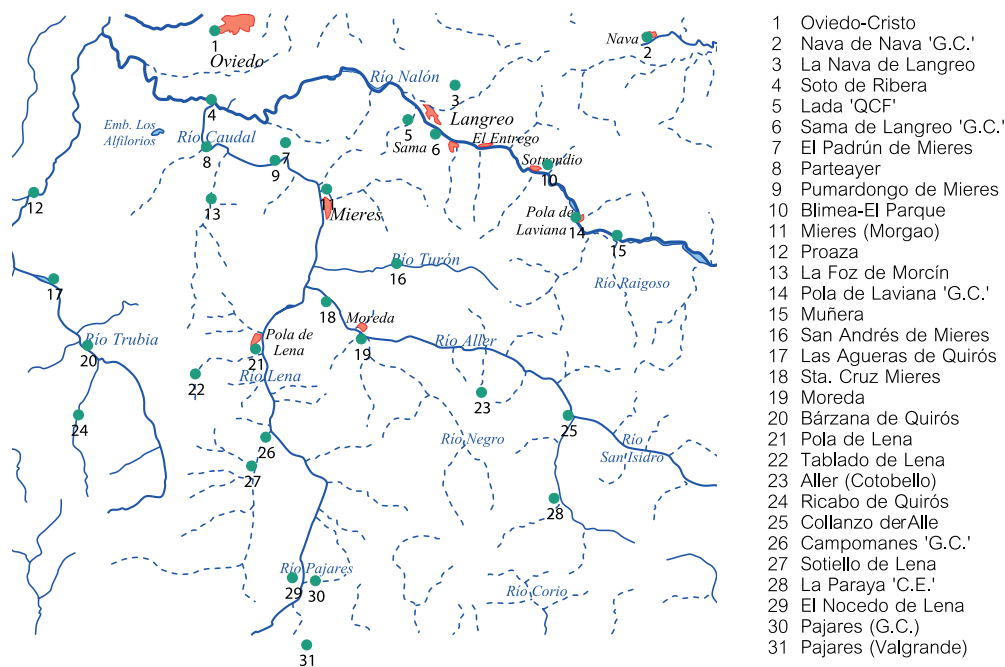 1
Oviedo
Nava
2
Río Nalón
3
4
Emb. Los
Alfilorios
Río Caudal
Langreo
5
Sama
6
El Entrego
7
8
9
Sotrondio
10
11
Mieres
12
13
Pola de
Laviana
14
15
Río Turón
16
Río Raigoso
17
18
Moreda
19
Río Aller
Río Trubia
20
Pola de
Lena
21
Río Lena
22
23
24
25
Río Negro
Río
San Isidro
26
27
28
Río Pajares
29
30
Río Corio
31
1 Oviedo-Cristo
2 Nava de Nava 'G.C.'
3 La Nava de Langreo
4 Soto de Ribera
5 Lada 'QCF'
6 Sama de Langreo 'G.C.'
7 El Padrún de Mieres
8 Parteayer
9 Pumardongo de Mieres
10 Blimea-El Parque
11 Mieres (Morgao)
12 Proaza
13 La Foz de Morcín
14 Pola de Laviana 'G.C.'
15 Muñera
16 San Andrés de Mieres
17 Las Agueras de Quirós
18 Sta. Cruz Mieres
19 Moreda
20 Bárzana de Quirós
21 Pola de Lena
22 Tablado de Lena
23 Aller (Cotobello)
24 Ricabo de Quirós
25 Collanzo derAlle
26 Campomanes 'G.C.'
27 Sotiello de Lena
28 La Paraya 'C.E.'
29 El Nocedo de Lena
30 Pajares (G.C.)
31 Pajares (Valgrande)